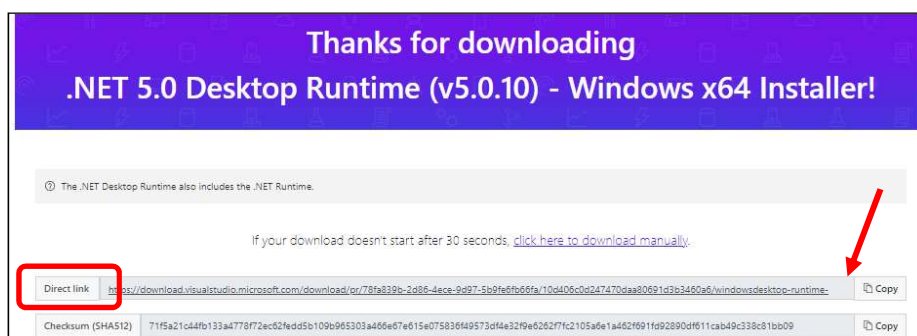 Thanks for downloading
.NET 5.0 Desktop Runtime (v5.0.10) - Windows x64 Installer!
The .NET Desktop Runtime also includes the .NET Runtime.
If your download doesn't start after 30 seconds, click here to download manually.
Direct link https://download.visualstudio.microsoft.com/download/pr/78fa839b-2d86-4ece-9d97-5b9fe6fb66fa/10d406c0d247470daa80691d3b3460a6/windowsdesktop-runtime- Copy
Checksum (SHA512) 71f5a21c44fb133a4778f72ec62fedd5b109b965303a466e67e615e075836f49573df4e32f9e6262f7fc2105a6e1a462f691fd92890df611cab49c338c81bb09 Copy